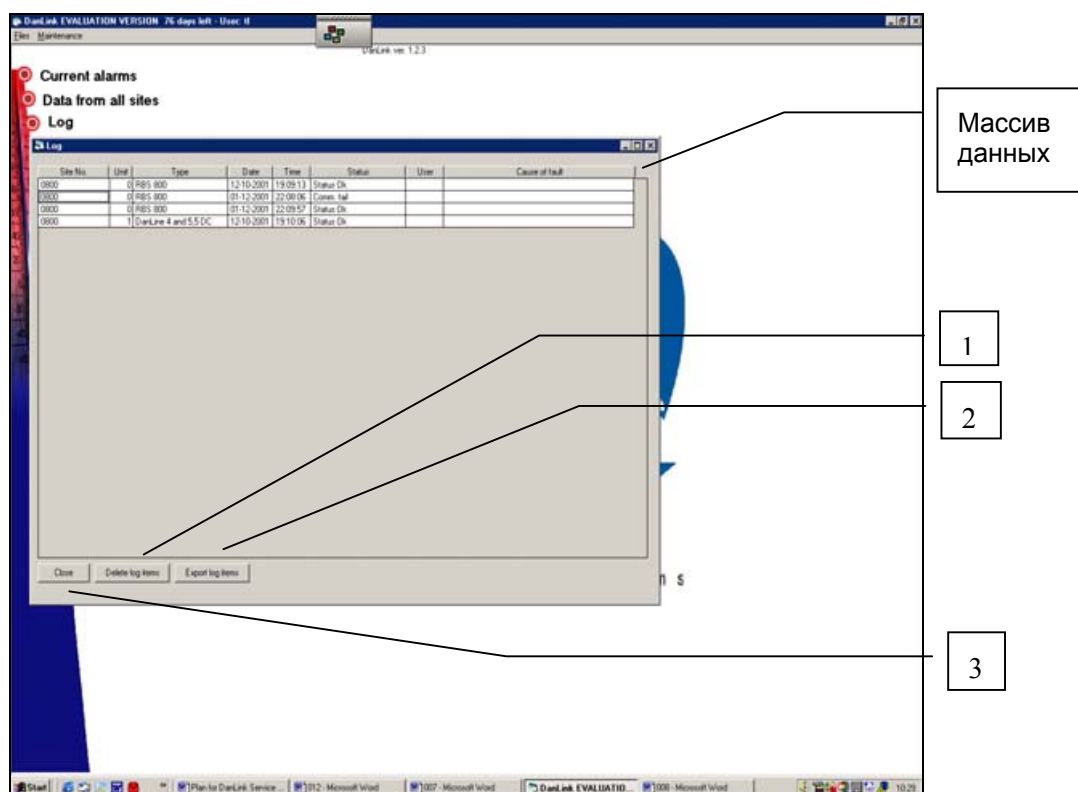 DanLink EVALUATION VERSION 76 days left - User: tl
Files Maintenance
DanLink ver. 1.2.3
Current alarms
Data from all sites
Log
Log
Site No. Unit Type Date Time Status User Cause of fault
0800 0 RBS 800 12-10-2001 19:09:13 Status Ok
0800 0 RBS 800 01-12-2001 22:08:06 Comm. fail
0800 0 RBS 800 01-12-2001 22:09:57 Status Ok
0800 1 DanLine 4 and 5,5 DC 12-10-2001 19:10:06 Status Ok
Close Delete log items Export log items
n s
Массив
данных
1
2
3
Start Plan for DanLink Service ... 012 - Microsoft Word 007 - Microsoft Word DanLink EVALUATIO... 008 - Microsoft Word 10:29